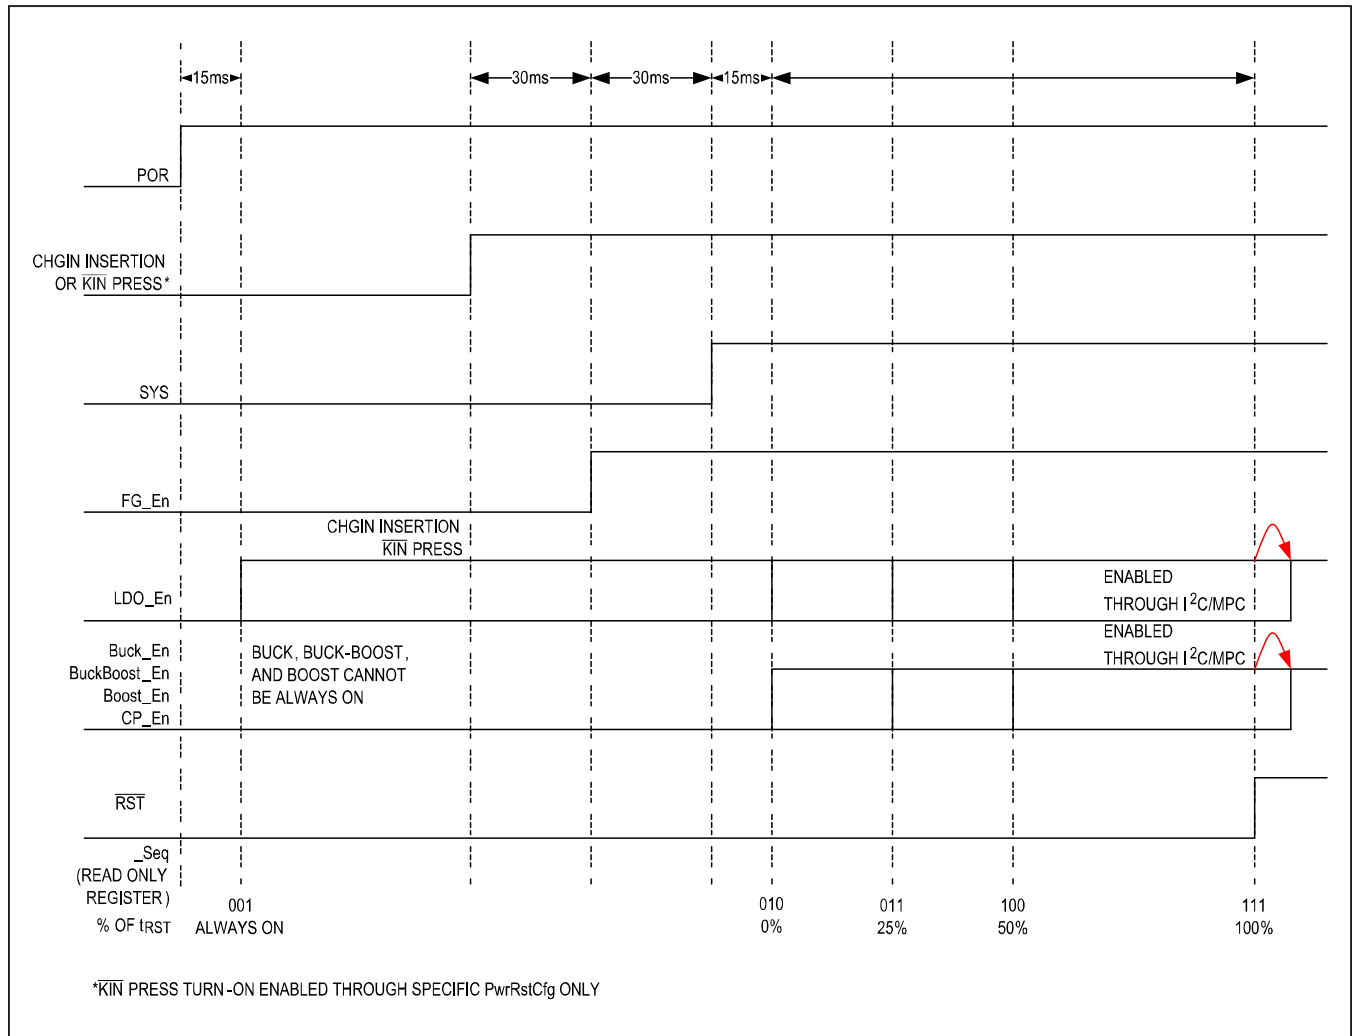 15ms
30ms
30ms
15ms
POR
CHGIN INSERTION
OR KIN PRESS*
SYS
FG_En
CHGIN INSERTION
KIN PRESS
LDO_En
ENABLED
THROUGH I²C/MPC
Buck_En
BuckBoost_En
Boost_En
CP_En
BUCK, BUCK-BOOST,
AND BOOST CANNOT
BE ALWAYS ON
ENABLED
THROUGH I²C/MPC
RST
_Seq
(READ ONLY
REGISTER)
001
010
011
100
111
% OF tRST
ALWAYS ON
0%
25%
50%
100%
*KIN PRESS TURN-ON ENABLED THROUGH SPECIFIC PwrRstCfg ONLY